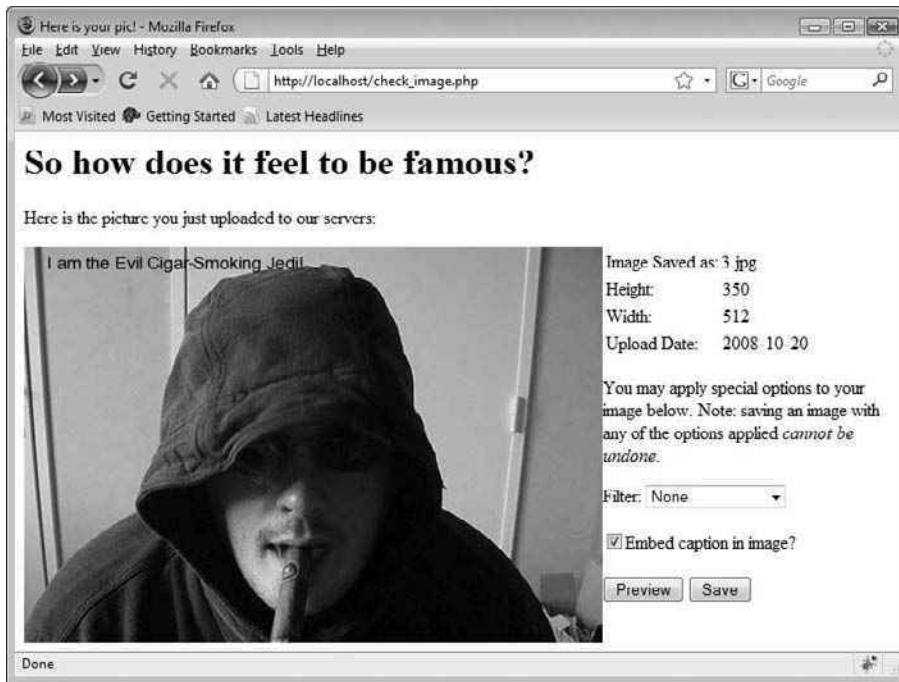 Here is your pic! - Mozilla Firefox
File Edit View History Bookmarks Tools Help
http://localhost/check_image.php
G Google
Most Visited Getting Started Latest Headlines
So how does it feel to be famous?
Here is the picture you just uploaded to our servers:
I am the Evil Cigar-Smoking Jedi!
Image Saved as: 3.jpg
Height: 350
Width: 512
Upload Date: 2008-10-20
You may apply special options to your
image below. Note: saving an image with
any of the options applied cannot be
undone.
Filter: None
Embed caption in image?
Preview Save
Done